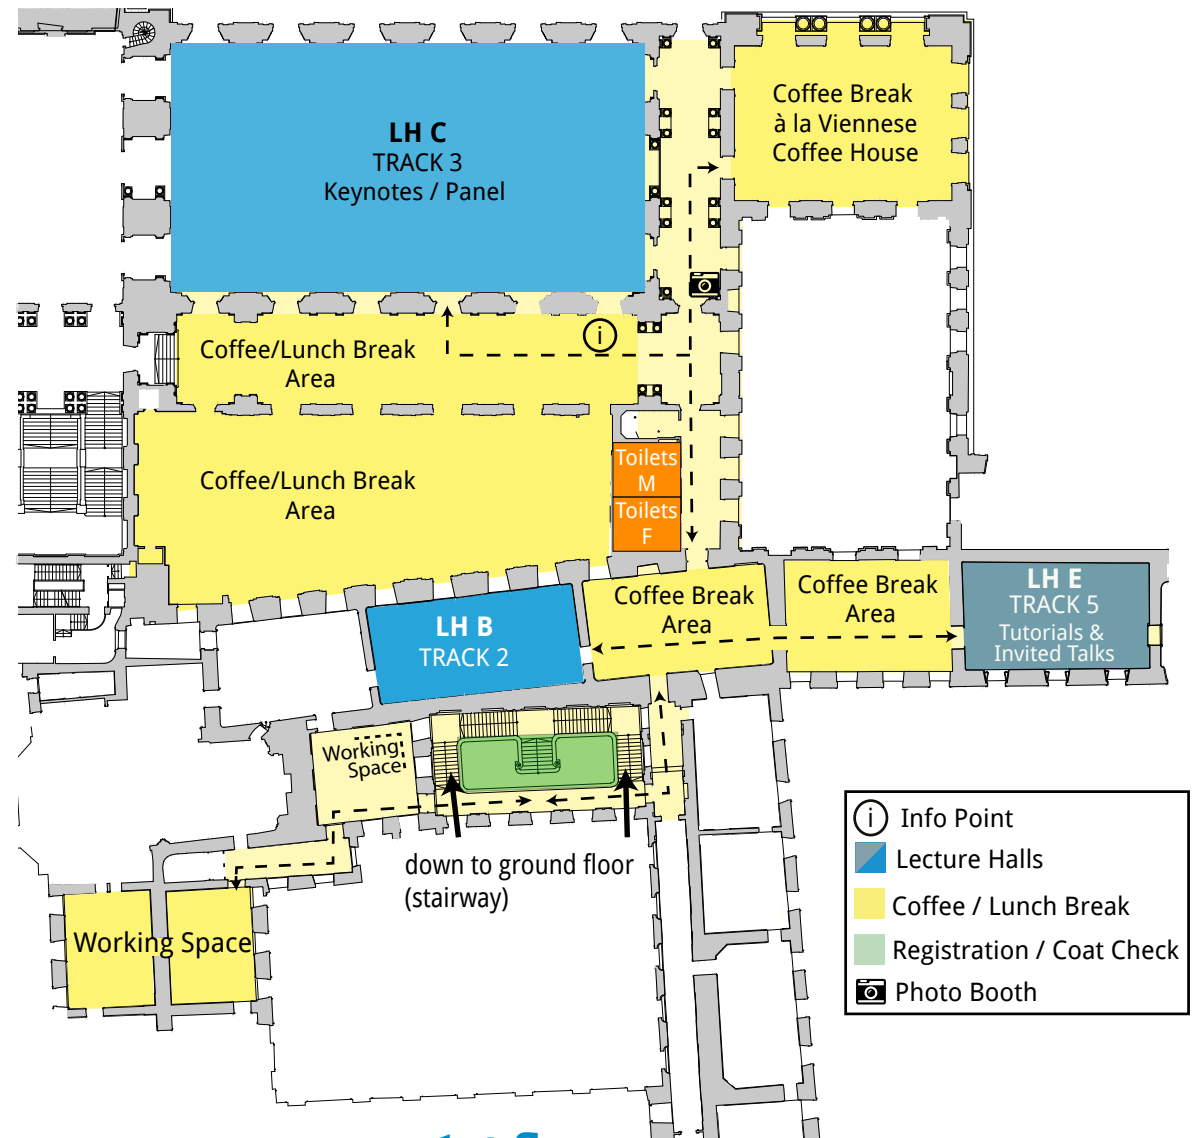 LH C
TRACK 3
Keynotes / Panel
Coffee Break
à la Viennese
Coffee House
i
Coffee/Lunch Break
Area
Coffee/Lunch Break
Area
Toilets
M
Toilets
F
LH B
TRACK 2
Coffee Break
Area
Coffee Break
Area
LH E
TRACK 5
Tutorials &
Invited Talks
Working
Space
down to ground floor
(stairway)
Working Space
i Info Point
Lecture Halls
Coffee / Lunch Break
Registration / Coat Check
Photo Booth